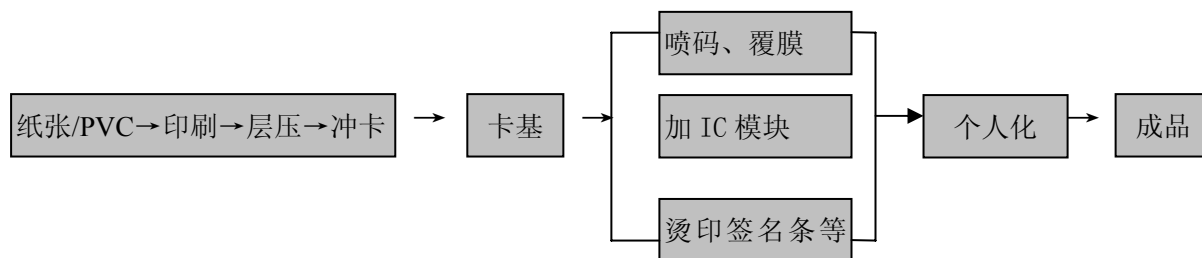 纸张/PVC→印刷→层压→冲卡
卡基
喷码、覆膜
加 IC 模块
烫印签名条等
个人化
成品